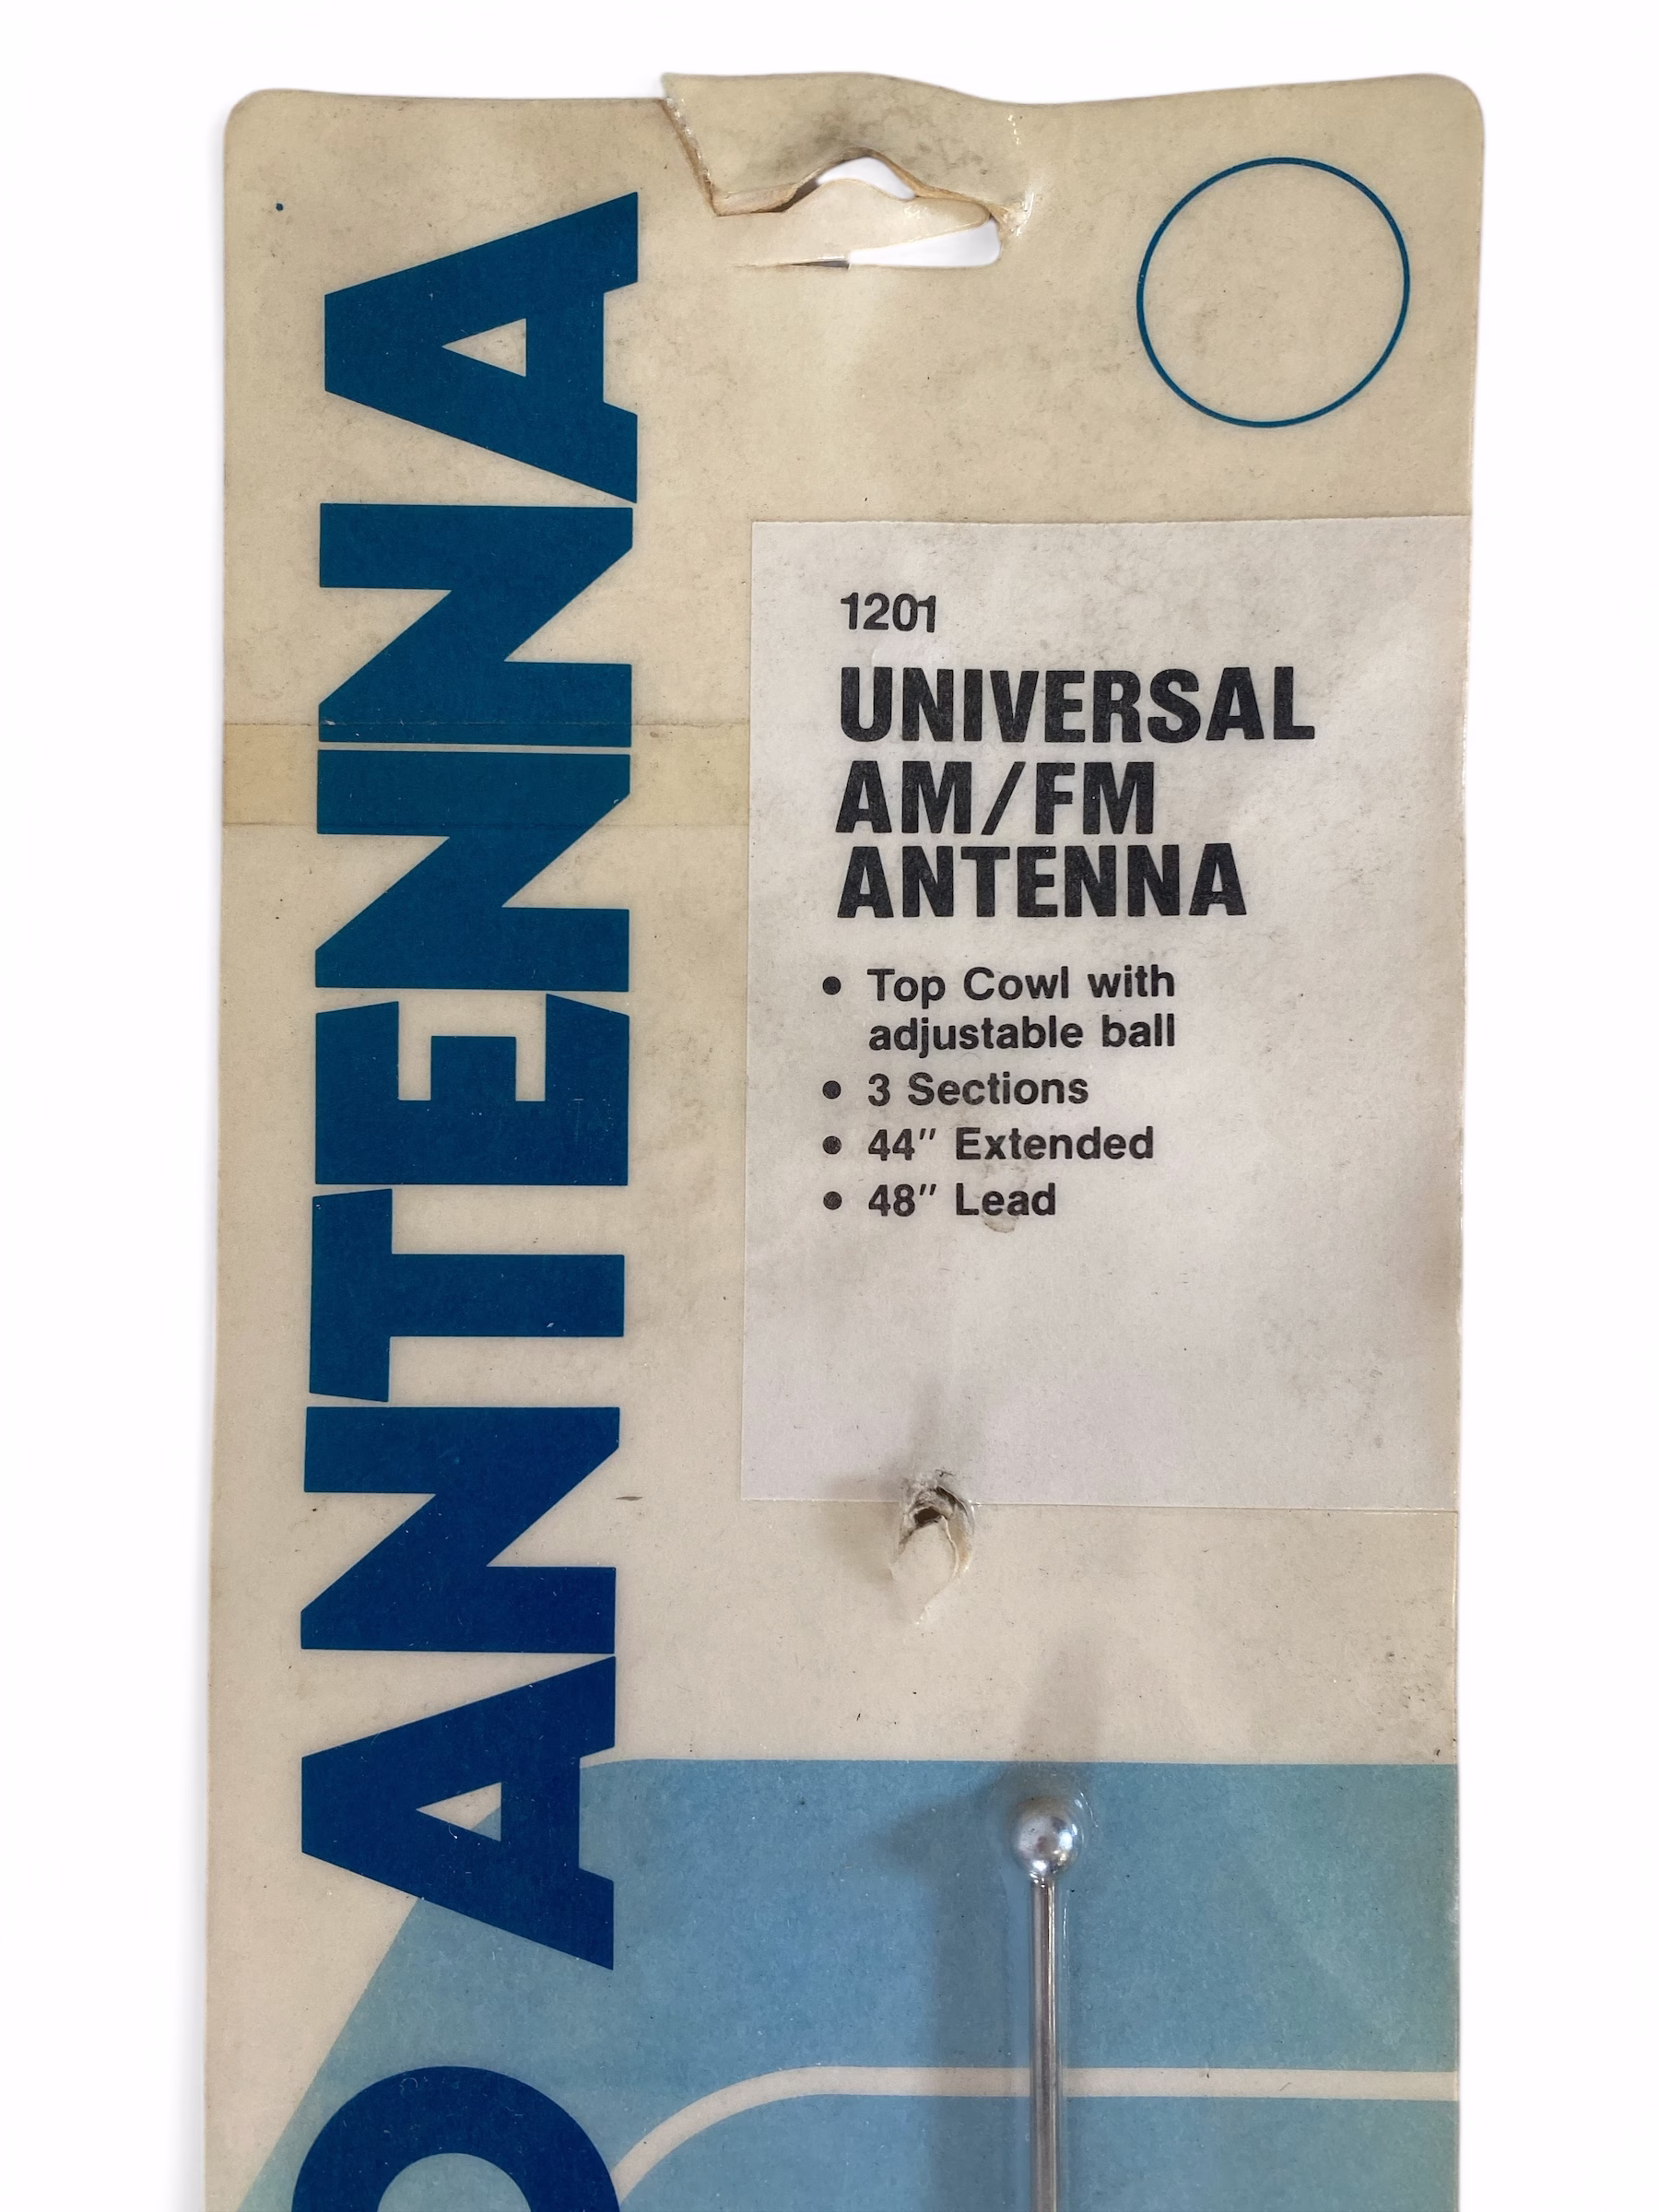 ANTENNA
1201
UNIVERSAL
AM/FM
ANTENNA
• Top Cowl with
adjustable ball
• 3 Sections
• 44″ Extended
• 48″ Lead